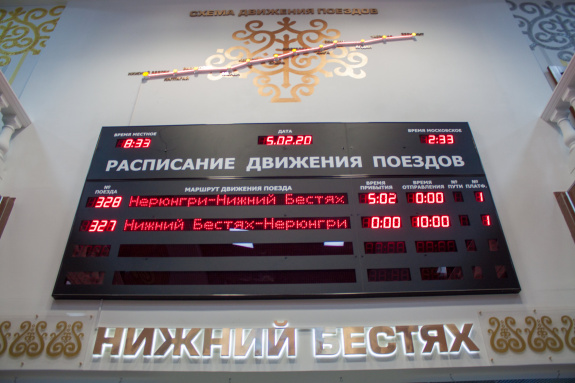 СХЕМА ДВИЖЕНИЯ ПОЕЗДОВ
ВРЕМЯ МЕСТНОЕ ДАТА ВРЕМЯ МОСКОВСКОЕ
8:33 5.02.20 2:33
РАСПИСАНИЕ ДВИЖЕНИЯ ПОЕЗДОВ
№ ПОЕЗДА МАРШРУТ ДВИЖЕНИЯ ПОЕЗДА ВРЕМЯ ПРИБЫТИЯ ВРЕМЯ ОТПРАВЛЕНИЯ № ПУТИ № ПЛАТФ.
328 Нерюнгри-Нижний Бестях 5:02 0:00 1
327 Нижний Бестях-Нерюнгри 0:00 10:00 1
НИЖНИЙ БЕСТЯХ